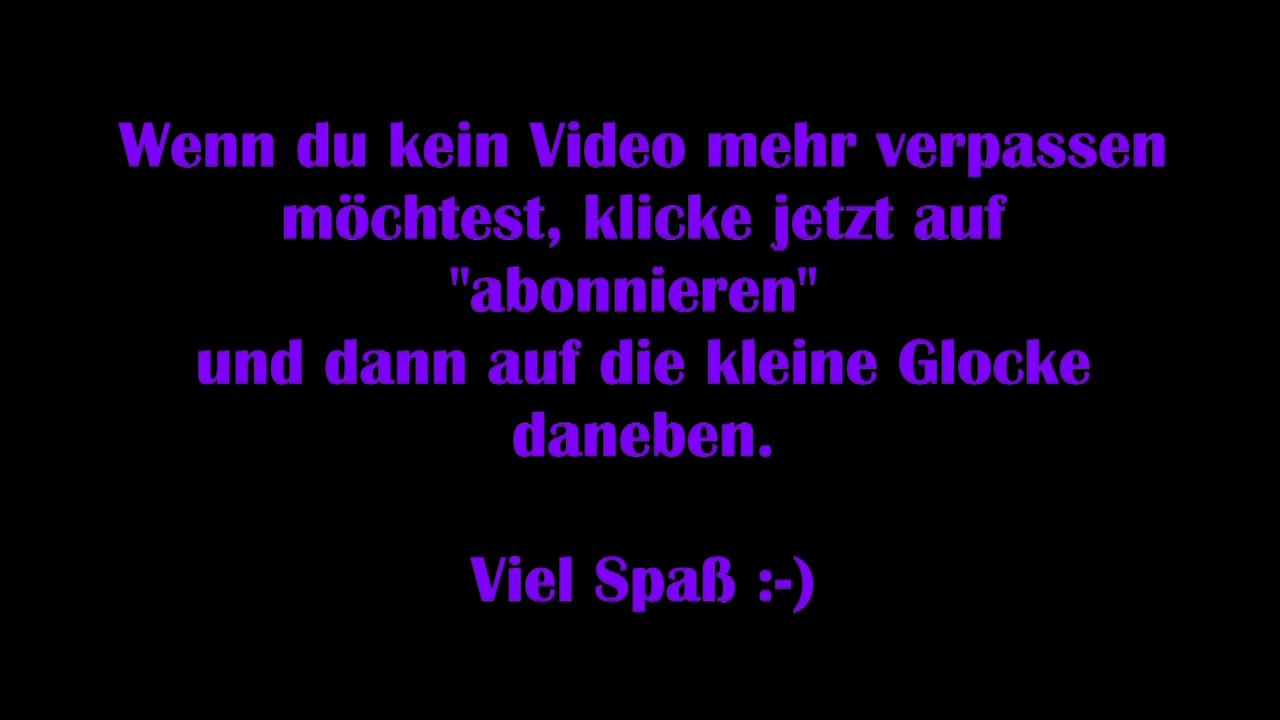 Wenn du kein Video mehr verpassen
möchtest, klicke jetzt auf
"abonnieren"
und dann auf die kleine Glocke
daneben.
Viel Spaß :-)